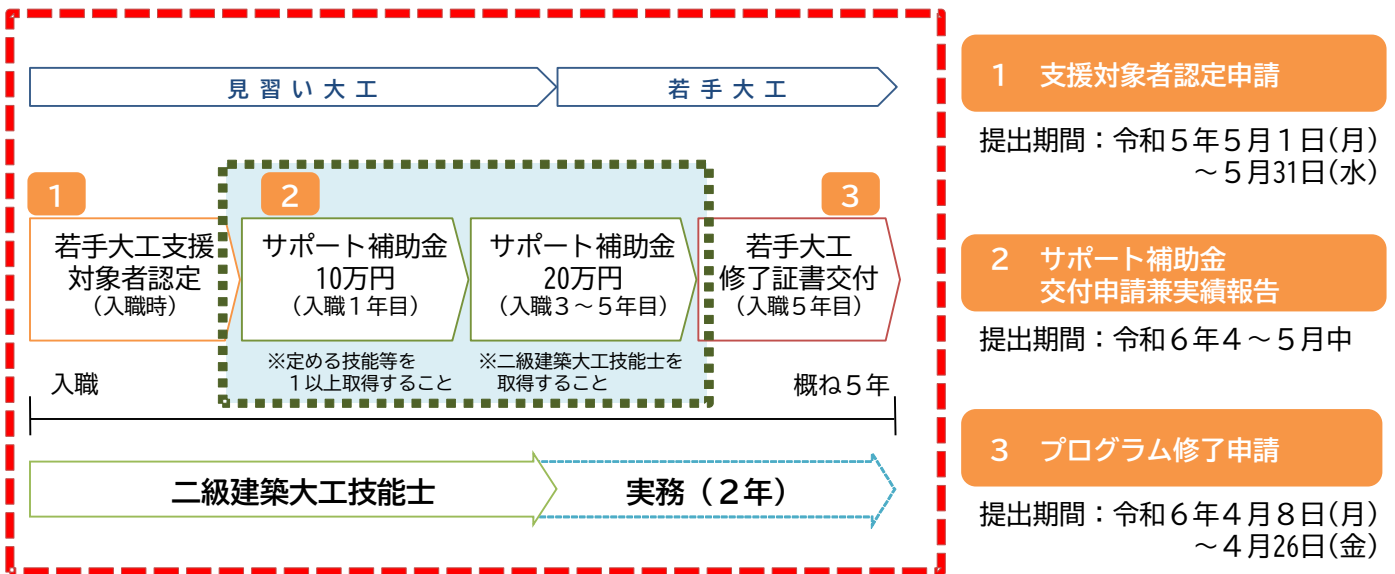 見習い大工
若手大工
1
若手大工支援
対象者認定
(入職時)
2
サポート補助金
10万円
(入職1年目)
※定める技能等を
1以上取得すること
サポート補助金
20万円
(入職3~5年目)
※二級建築大工技能士を
取得すること
3
若手大工
修了証書交付
(入職5年目)
入職
概ね5年
二級建築大工技能士
実務(2年)
1 支援対象者認定申請
提出期間:令和5年5月1日(月)
~5月31日(水)
2 サポート補助金
交付申請兼実績報告
提出期間:令和6年4~5月中
3 プログラム修了申請
提出期間:令和6年4月8日(月)
~4月26日(金)